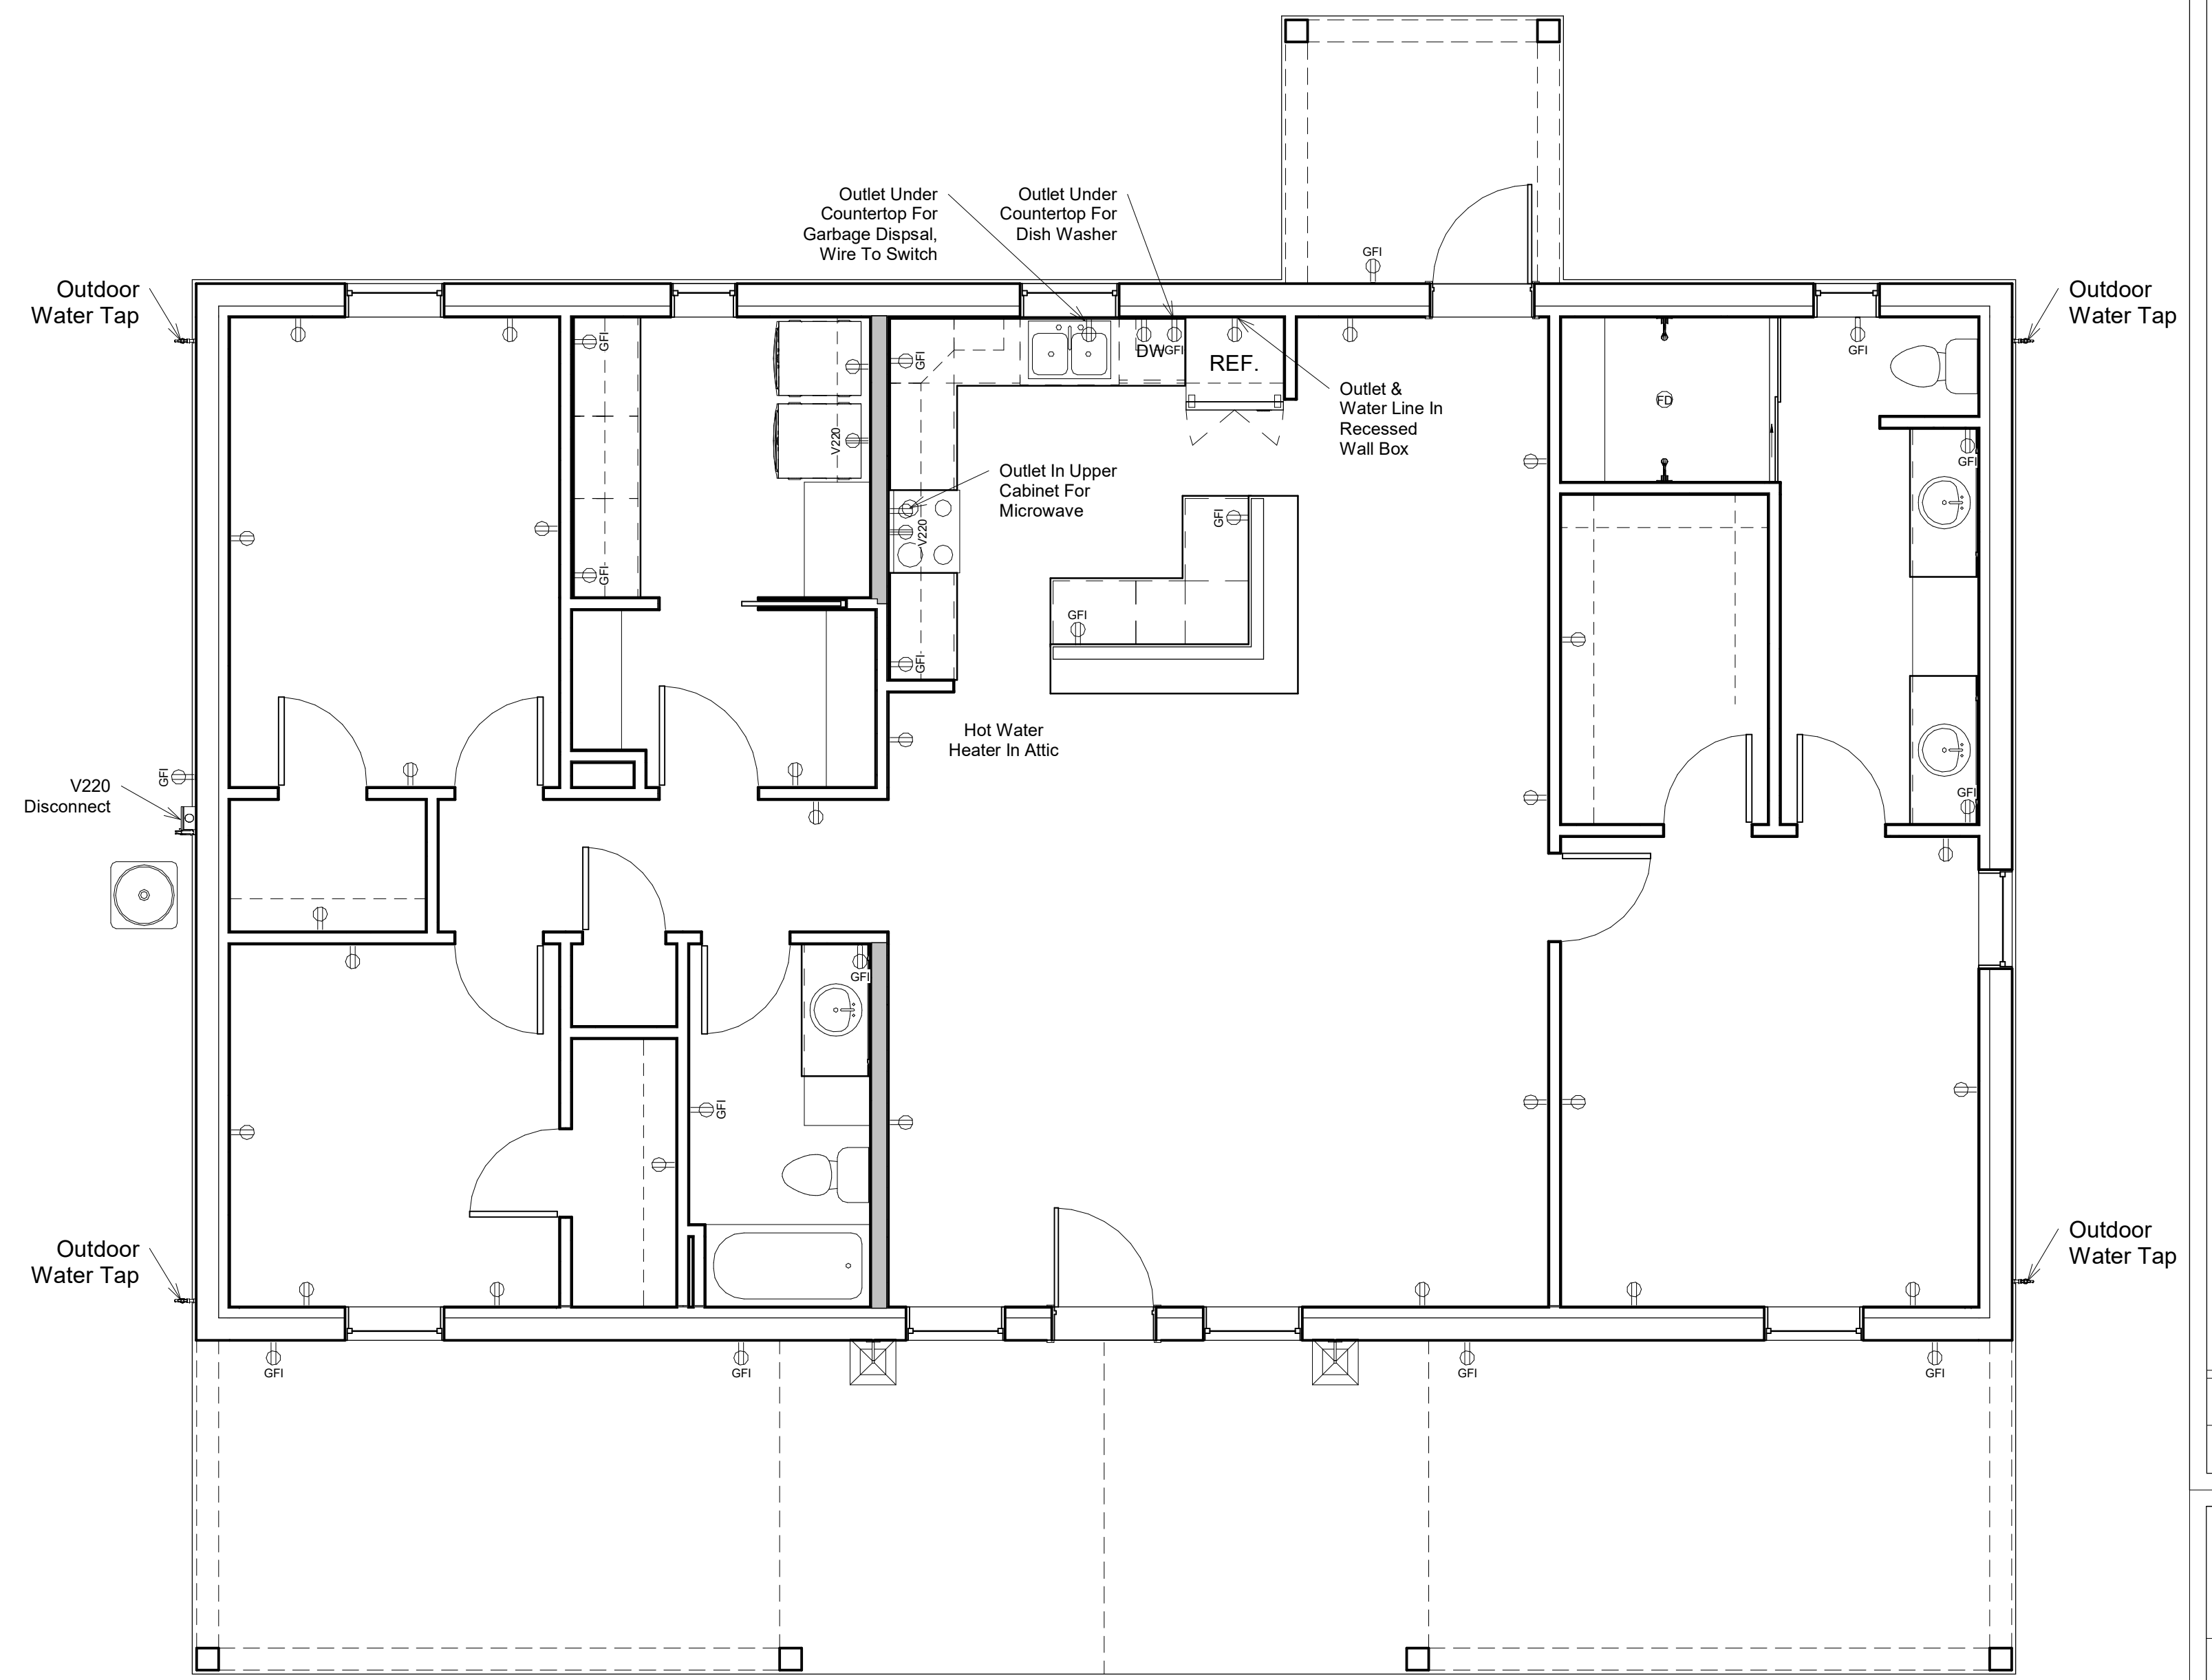 Outlet Under
Countertop For
Garbage Dispsal,
Wire To Switch
Outlet Under
Countertop For
Dish Washer
GFI
Outdoor
Water Tap
Outdoor
Water Tap
GFI
GFI
DW
GFI
REF.
GFI
Outlet &
Water Line In
Recessed
Wall Box
FD
V220
GFI
Outlet In Upper
Cabinet For
Microwave
V220
GFI
GFI
GFI
GFI
Hot Water
Heater In Attic
GFI
V220
Disconnect
GFI
GFI
GFI
Outdoor
Water Tap
Outdoor
Water Tap
GFI
GFI
GFI
GFI